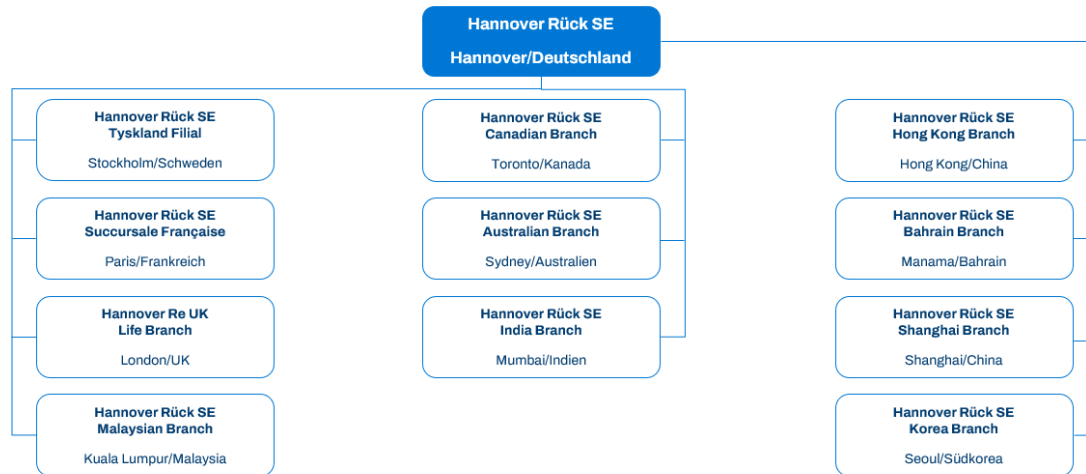 Hannover Rück SE
Hannover/Deutschland
Hannover Rück SE
Tyskland Filial
Stockholm/Schweden
Hannover Rück SE
Canadian Branch
Toronto/Kanada
Hannover Rück SE
Hong Kong Branch
Hong Kong/China
Hannover Rück SE
Succursale Française
Paris/Frankreich
Hannover Rück SE
Australian Branch
Sydney/Australien
Hannover Rück SE
Bahrain Branch
Manama/Bahrain
Hannover Re UK
Life Branch
London/UK
Hannover Rück SE
India Branch
Mumbai/Indien
Hannover Rück SE
Shanghai Branch
Shanghai/China
Hannover Rück SE
Malaysian Branch
Kuala Lumpur/Malaysia
Hannover Rück SE
Korea Branch
Seoul/Südkorea